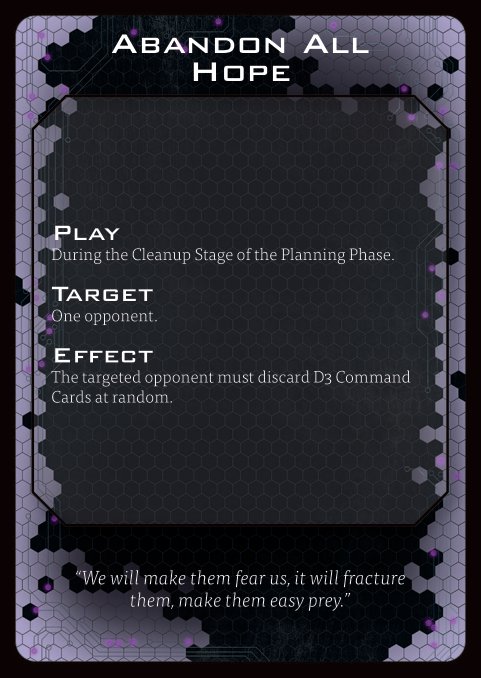 Abandon All
Hope
Play
During the Cleanup Stage of the Planning Phase.
Target
One opponent.
Effect
The targeted opponent must discard D3 Command
Cards at random.
“We will make them fear us, it will fracture
them, make them easy prey.”